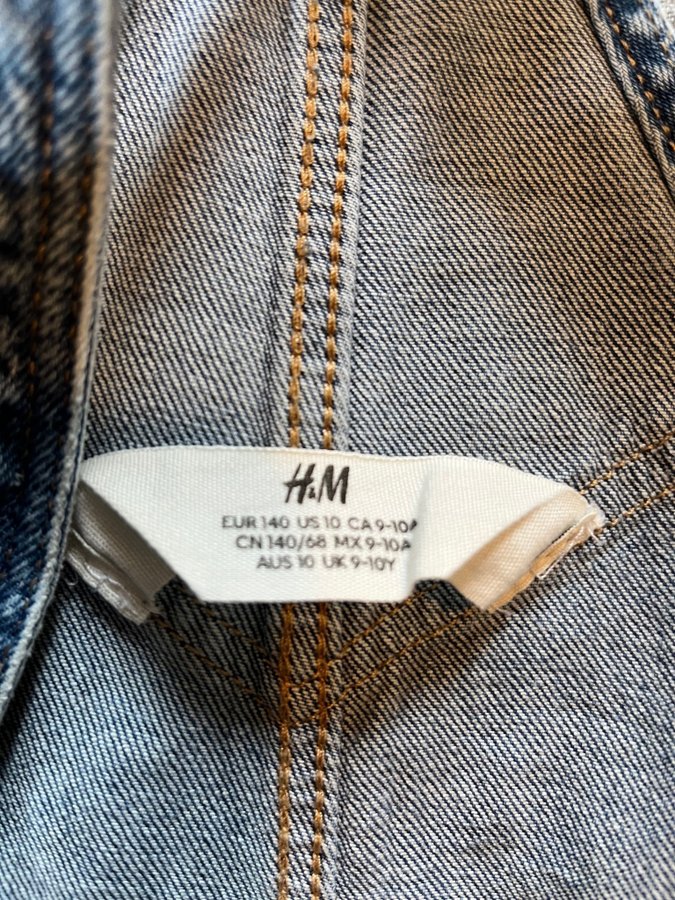 H&M
EUR 140 US 10 CA 9-10A
CN 140/68 MX 9-10A
AUS 10 UK 9-10Y